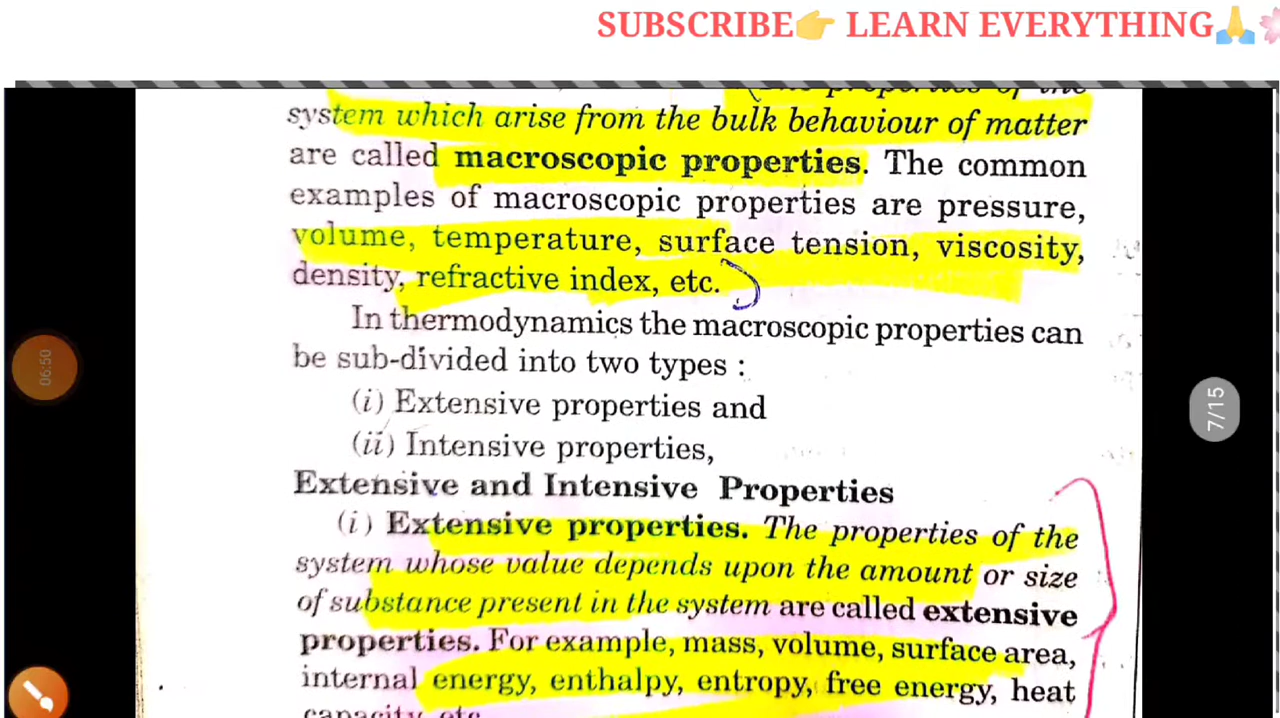 SUBSCRIBE👉 LEARN EVERYTHING🙏🌸
properties of the
system which arise from the bulk behaviour of matter
are called macroscopic properties. The common
examples of macroscopic properties are pressure,
volume, temperature, surface tension, viscosity,
density, refractive index, etc.
In thermodynamics the macroscopic properties can
be sub-divided into two types :
(i) Extensive properties and
(ii) Intensive properties,
Extensive and Intensive Properties
(i) Extensive properties. The properties of the
system whose value depends upon the amount or size
of substance present in the system are called extensive
properties. For example, mass, volume, surface area,
internal energy, enthalpy, entropy, free energy, heat
capacity etc
06:50
7/15